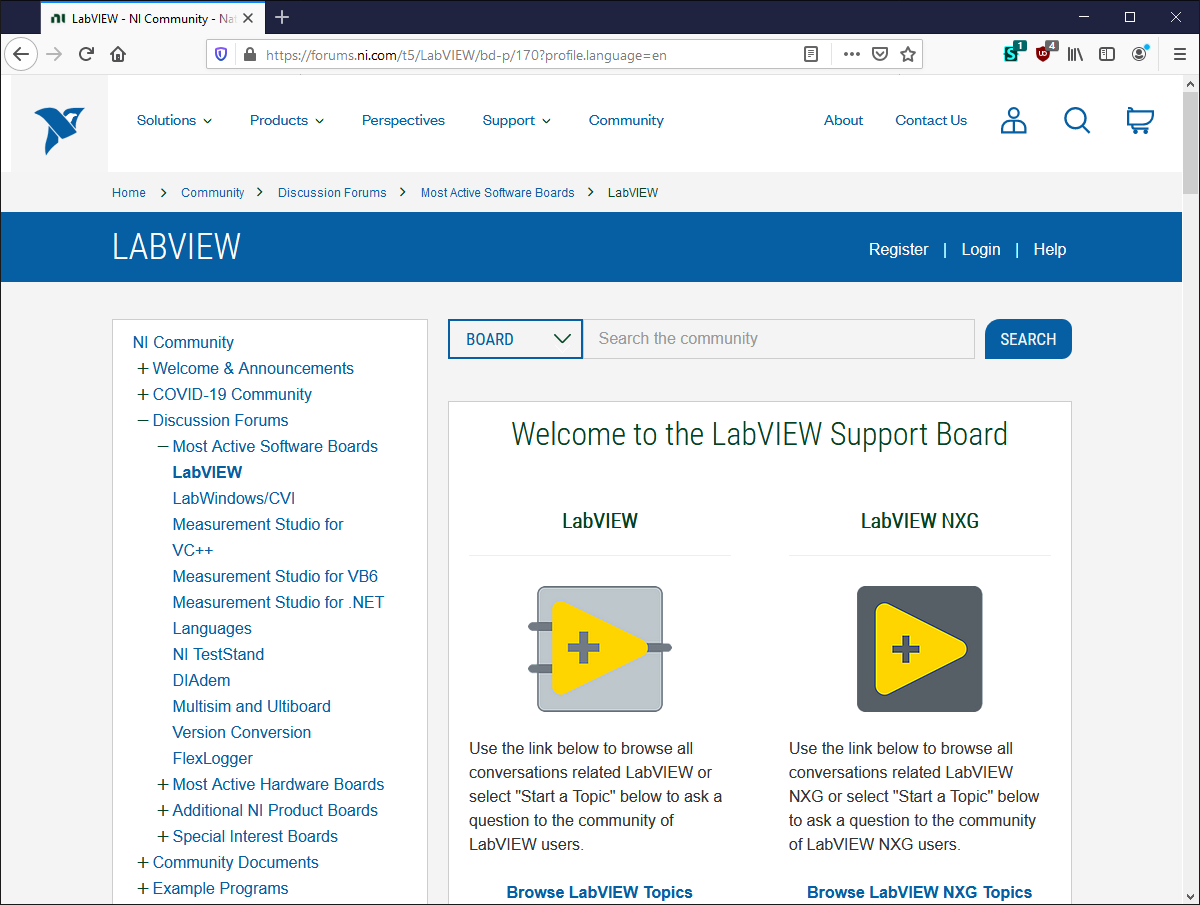 LabVIEW - NI Community - Nat
https://forums.ni.com/t5/LabVIEW/bd-p/170?profile.language=en
1
4
Solutions Products Perspectives Support Community About Contact Us
Home > Community > Discussion Forums > Most Active Software Boards > LabVIEW
LABVIEW
Register | Login | Help
NI Community
+ Welcome & Announcements
+ COVID-19 Community
− Discussion Forums
− Most Active Software Boards
LabVIEW
LabWindows/CVI
Measurement Studio for
VC++
Measurement Studio for VB6
Measurement Studio for .NET
Languages
NI TestStand
DIAdem
Multisim and Ultiboard
Version Conversion
FlexLogger
+ Most Active Hardware Boards
+ Additional NI Product Boards
+ Special Interest Boards
+ Community Documents
+ Example Programs
BOARD Search the community SEARCH
Welcome to the LabVIEW Support Board
LabVIEW
Use the link below to browse all
conversations related LabVIEW or
select "Start a Topic" below to ask a
question to the community of
LabVIEW users.
Browse LabVIEW Topics
LabVIEW NXG
Use the link below to browse all
conversations related LabVIEW
NXG or select "Start a Topic" below
to ask a question to the community
of LabVIEW NXG users.
Browse LabVIEW NXG Topics